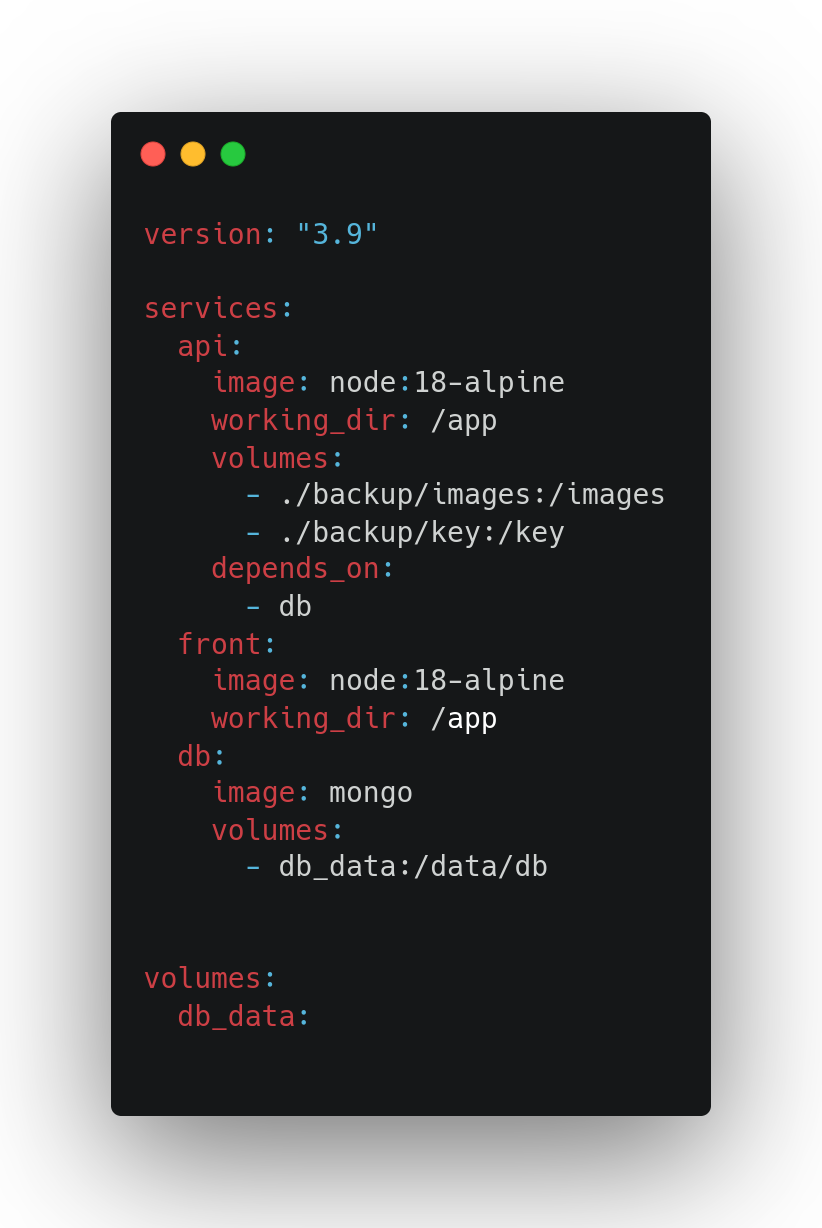 version: "3.9"

services:
  api:
    image: node:18-alpine
    working_dir: /app
    volumes:
      - ./backup/images:/images
      - ./backup/key:/key
    depends_on:
      - db
  front:
    image: node:18-alpine
    working_dir: /app
  db:
    image: mongo
    volumes:
      - db_data:/data/db


volumes:
  db_data: